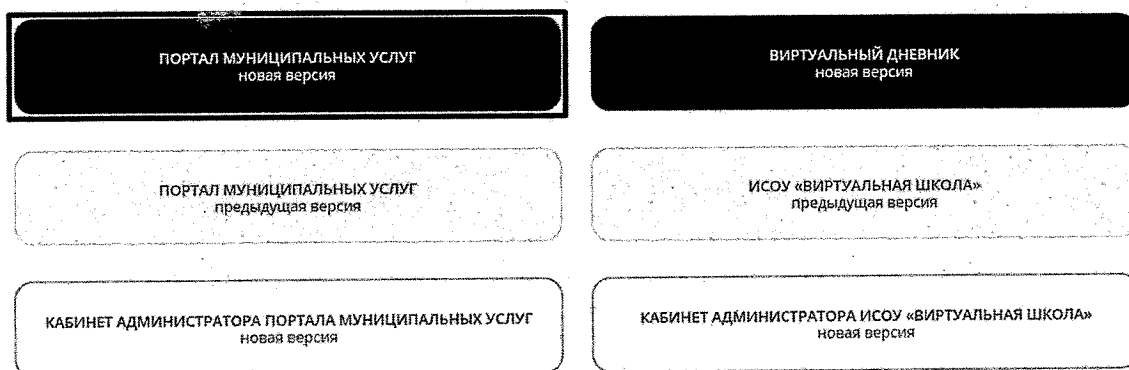 ПОРТАЛ МУНИЦИПАЛЬНЫХ УСЛУГ
новая версия
ВИРТУАЛЬНЫЙ ДНЕВНИК
новая версия
ПОРТАЛ МУНИЦИПАЛЬНЫХ УСЛУГ
предыдущая версия
ИСОУ «ВИРТУАЛЬНАЯ ШКОЛА»
предыдущая версия
КАБИНЕТ АДМИНИСТРАТОРА ПОРТАЛА МУНИЦИПАЛЬНЫХ УСЛУГ
новая версия
КАБИНЕТ АДМИНИСТРАТОРА ИСОУ «ВИРТУАЛЬНАЯ ШКОЛА»
новая версия